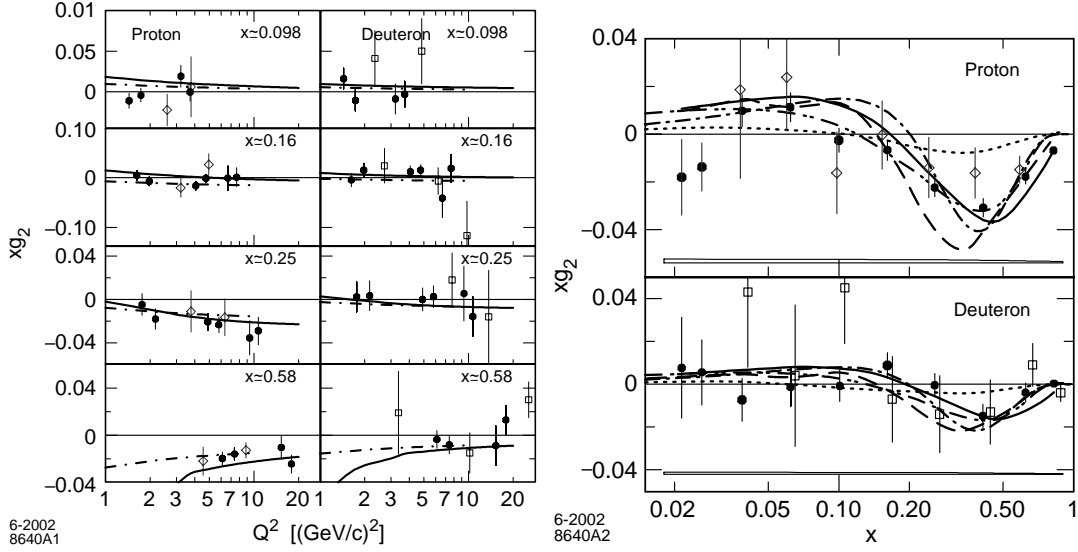 0.01
Proton
x≃0.098
Deuteron
x≃0.098
0.05
0
0
0.10
x≃0.16
x≃0.16
0
−0.10
xg2
0.04
x≃0.25
x≃0.25
0
−0.04
0.04
x≃0.58
x≃0.58
0
−0.04
1 2 3 5 7 10 20 1 2 3 5 7 10 20
Q2 [(GeV/c)2]
6-2002
8640A1
0.04
Proton
0
−0.04
xg2
0.04
Deuteron
0
−0.04
0.02 0.05 0.10 0.20 0.50 1
x
6-2002
8640A2